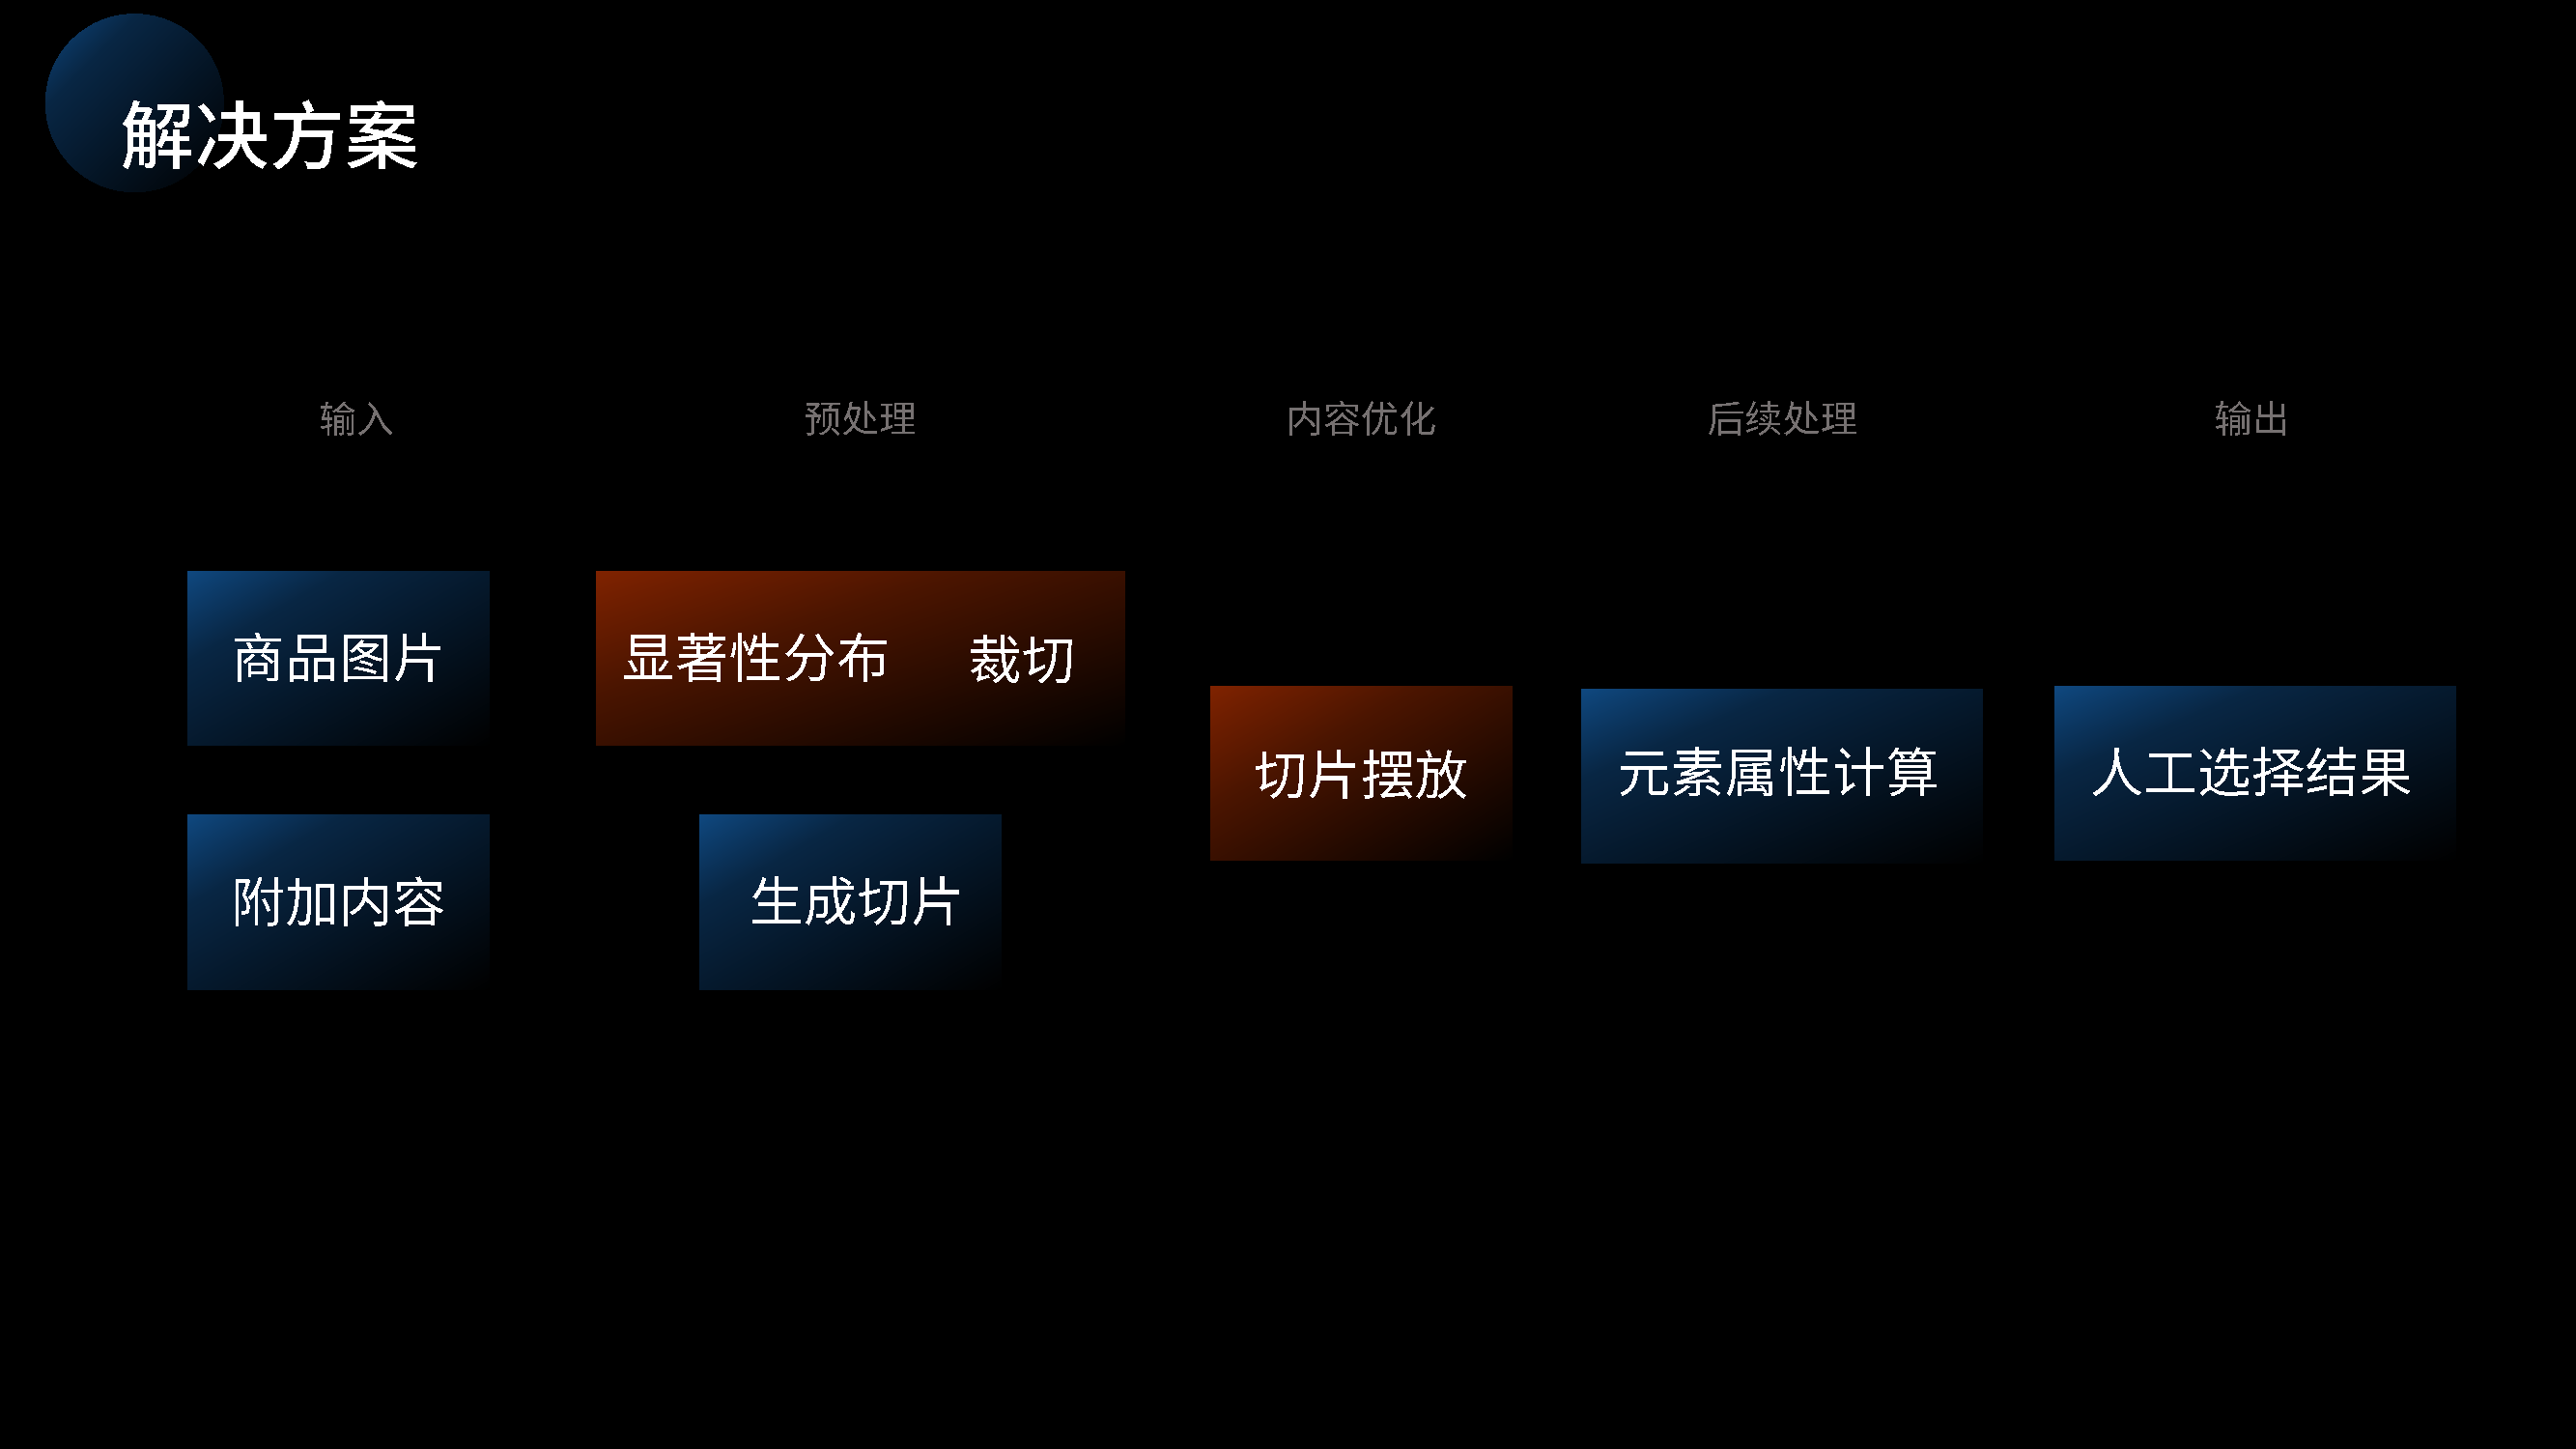 解决方案
输入 预处理 内容优化 后续处理 输出
商品图片 显著性分布 裁切
切片摆放 元素属性计算 人工选择结果
附加内容 生成切片